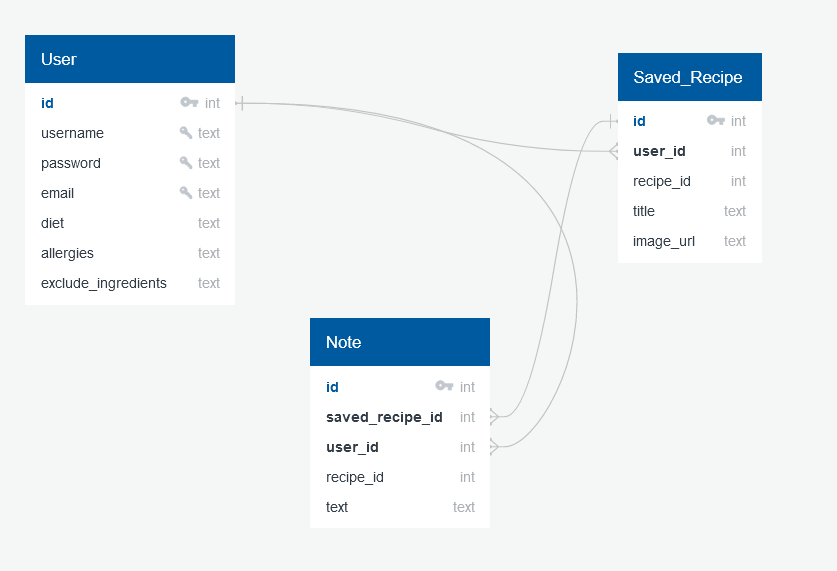 User
id int
username text
password text
email text
diet text
allergies text
exclude_ingredients text
Saved_Recipe
id int
user_id int
recipe_id int
title text
image_url text
Note
id int
saved_recipe_id int
user_id int
recipe_id int
text text